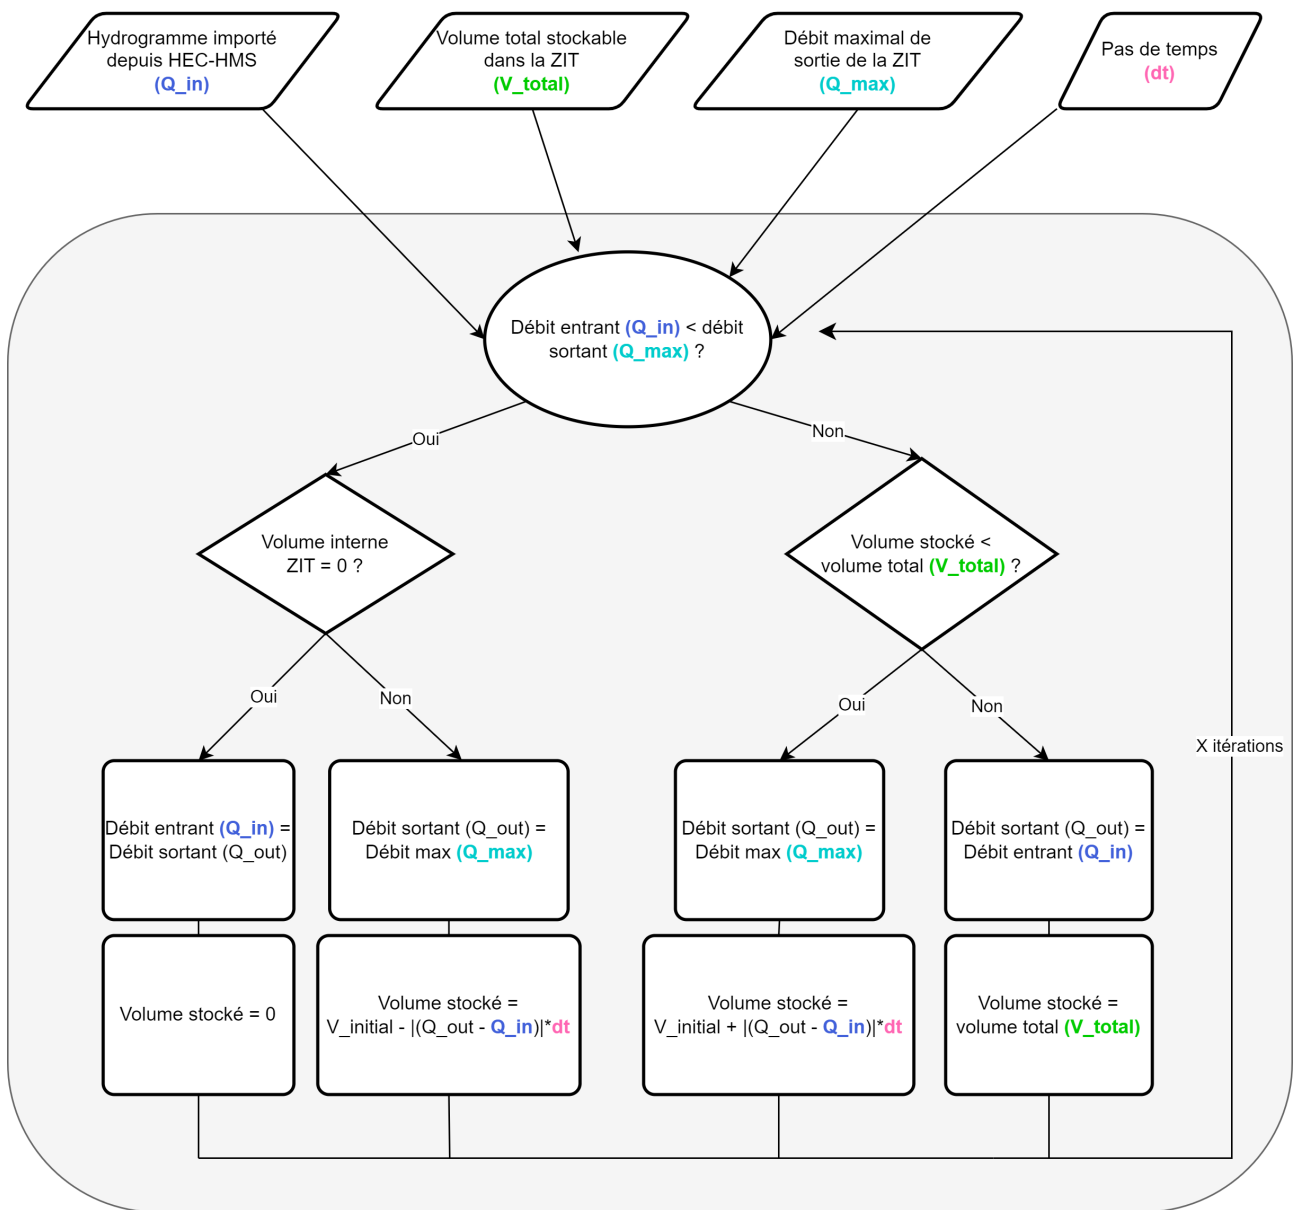 Hydrogramme importé
depuis HEC-HMS
(Q_in)
Volume total stockable
dans la ZIT
(V_total)
Débit maximal de
sortie de la ZIT
(Q_max)
Pas de temps
(dt)
Débit entrant (Q_in) < débit
sortant (Q_max) ?
Oui
Non
Volume interne
ZIT = 0 ?
Volume stocké <
volume total (V_total) ?
Oui
Non
Oui
Non
X itérations
Débit entrant (Q_in) =
Débit sortant (Q_out)
Débit sortant (Q_out) =
Débit max (Q_max)
Débit sortant (Q_out) =
Débit max (Q_max)
Débit sortant (Q_out) =
Débit entrant (Q_in)
Volume stocké = 0
Volume stocké =
V_initial - |(Q_out - Q_in)|*dt
Volume stocké =
V_initial + |(Q_out - Q_in)|*dt
Volume stocké =
volume total (V_total)